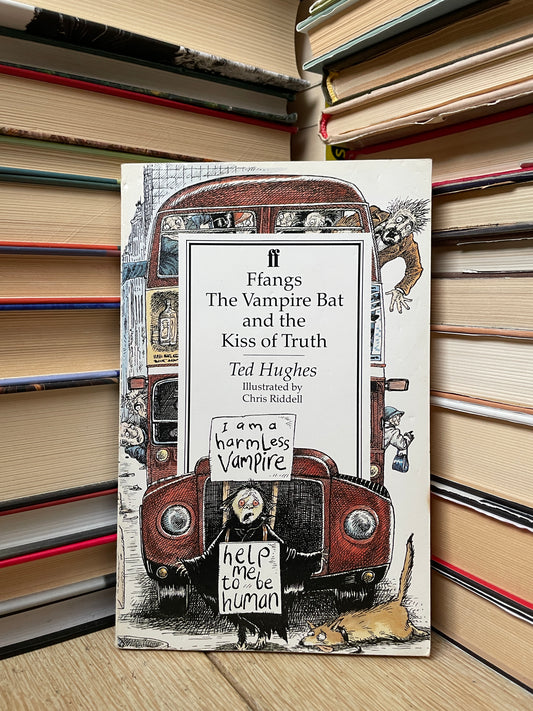 ff
Ffangs
The Vampire Bat
and the
Kiss of Truth
Ted Hughes
Illustrated by
Chris Riddell
I am a
harmless
Vampire
help
me
to be
human